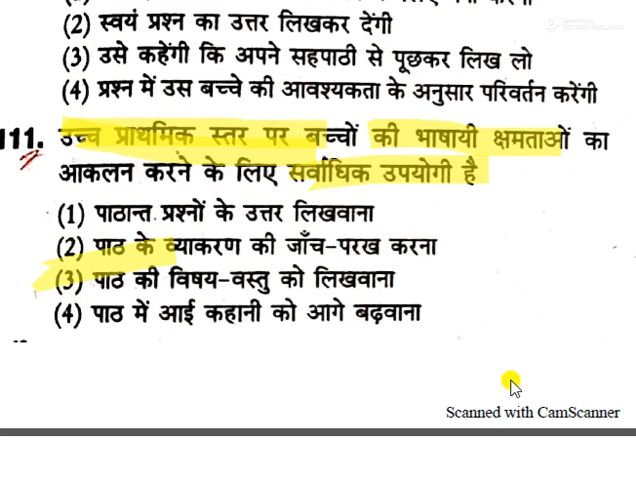 (2) स्वयं प्रश्न का उत्तर लिखकर देंगी
(3) उसे कहेंगी कि अपने सहपाठी से पूछकर लिख लो
(4) प्रश्न में उस बच्चे की आवश्यकता के अनुसार परिवर्तन करेंगी
111. उच्च प्राथमिक स्तर पर बच्चों की भाषायी क्षमताओं का
आकलन करने के लिए सर्वाधिक उपयोगी है
(1) पाठान्त प्रश्नों के उत्तर लिखवाना
(2) पाठ के व्याकरण की जाँच-परख करना
(3) पाठ की विषय-वस्तु को लिखवाना
(4) पाठ में आई कहानी को आगे बढ़वाना
Scanned with CamScanner